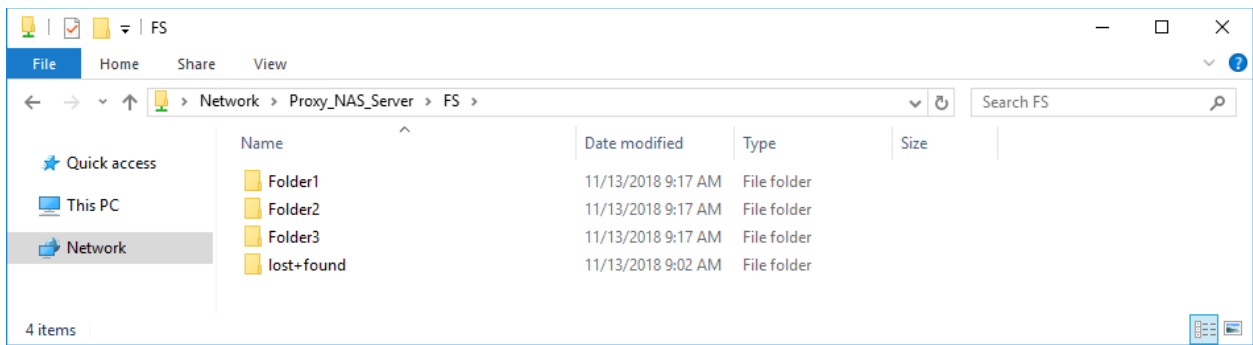 FS
File Home Share View
Network > Proxy_NAS_Server > FS > Search FS
Name Date modified Type Size
Quick access
Folder1 11/13/2018 9:17 AM File folder
This PC
Folder2 11/13/2018 9:17 AM File folder
Folder3 11/13/2018 9:17 AM File folder
Network
lost+found 11/13/2018 9:02 AM File folder
4 items